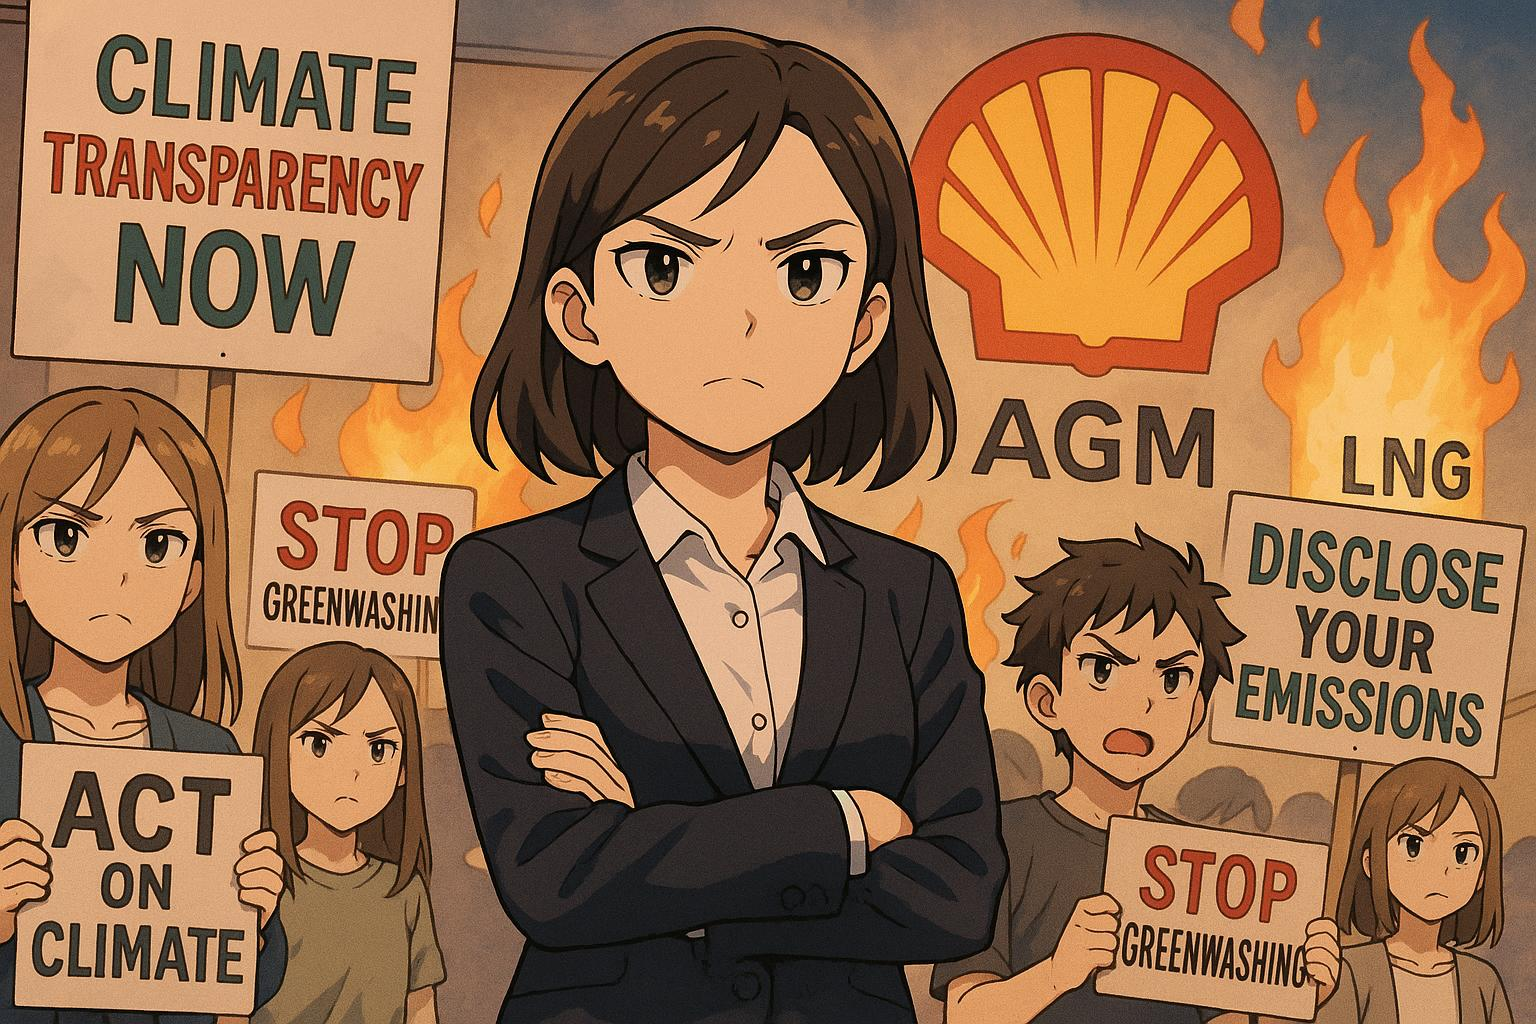 CLIMATE
TRANSPARENCY
NOW
AGM
LNG
STOP
GREENWASHIN
DISCLOSE
YOUR
EMISSIONS
ACT
ON
CLIMATE
STOP
GREENWASHING